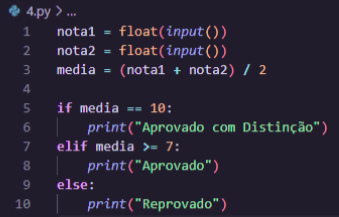 4.py > ...
1 nota1 = float(input())
2 nota2 = float(input())
3 media = (nota1 + nota2) / 2
4
5 if media == 10:
6     print("Aprovado com Distinção")
7 elif media >= 7:
8     print("Aprovado")
9 else:
10     print("Reprovado")